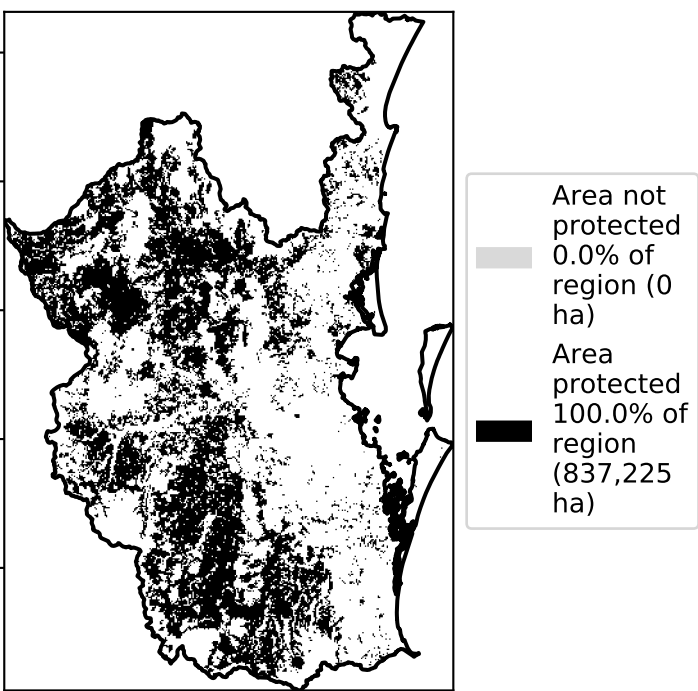 Area not
protected
0.0% of
region (0
ha)
Area
protected
100.0% of
region
(837,225
ha)